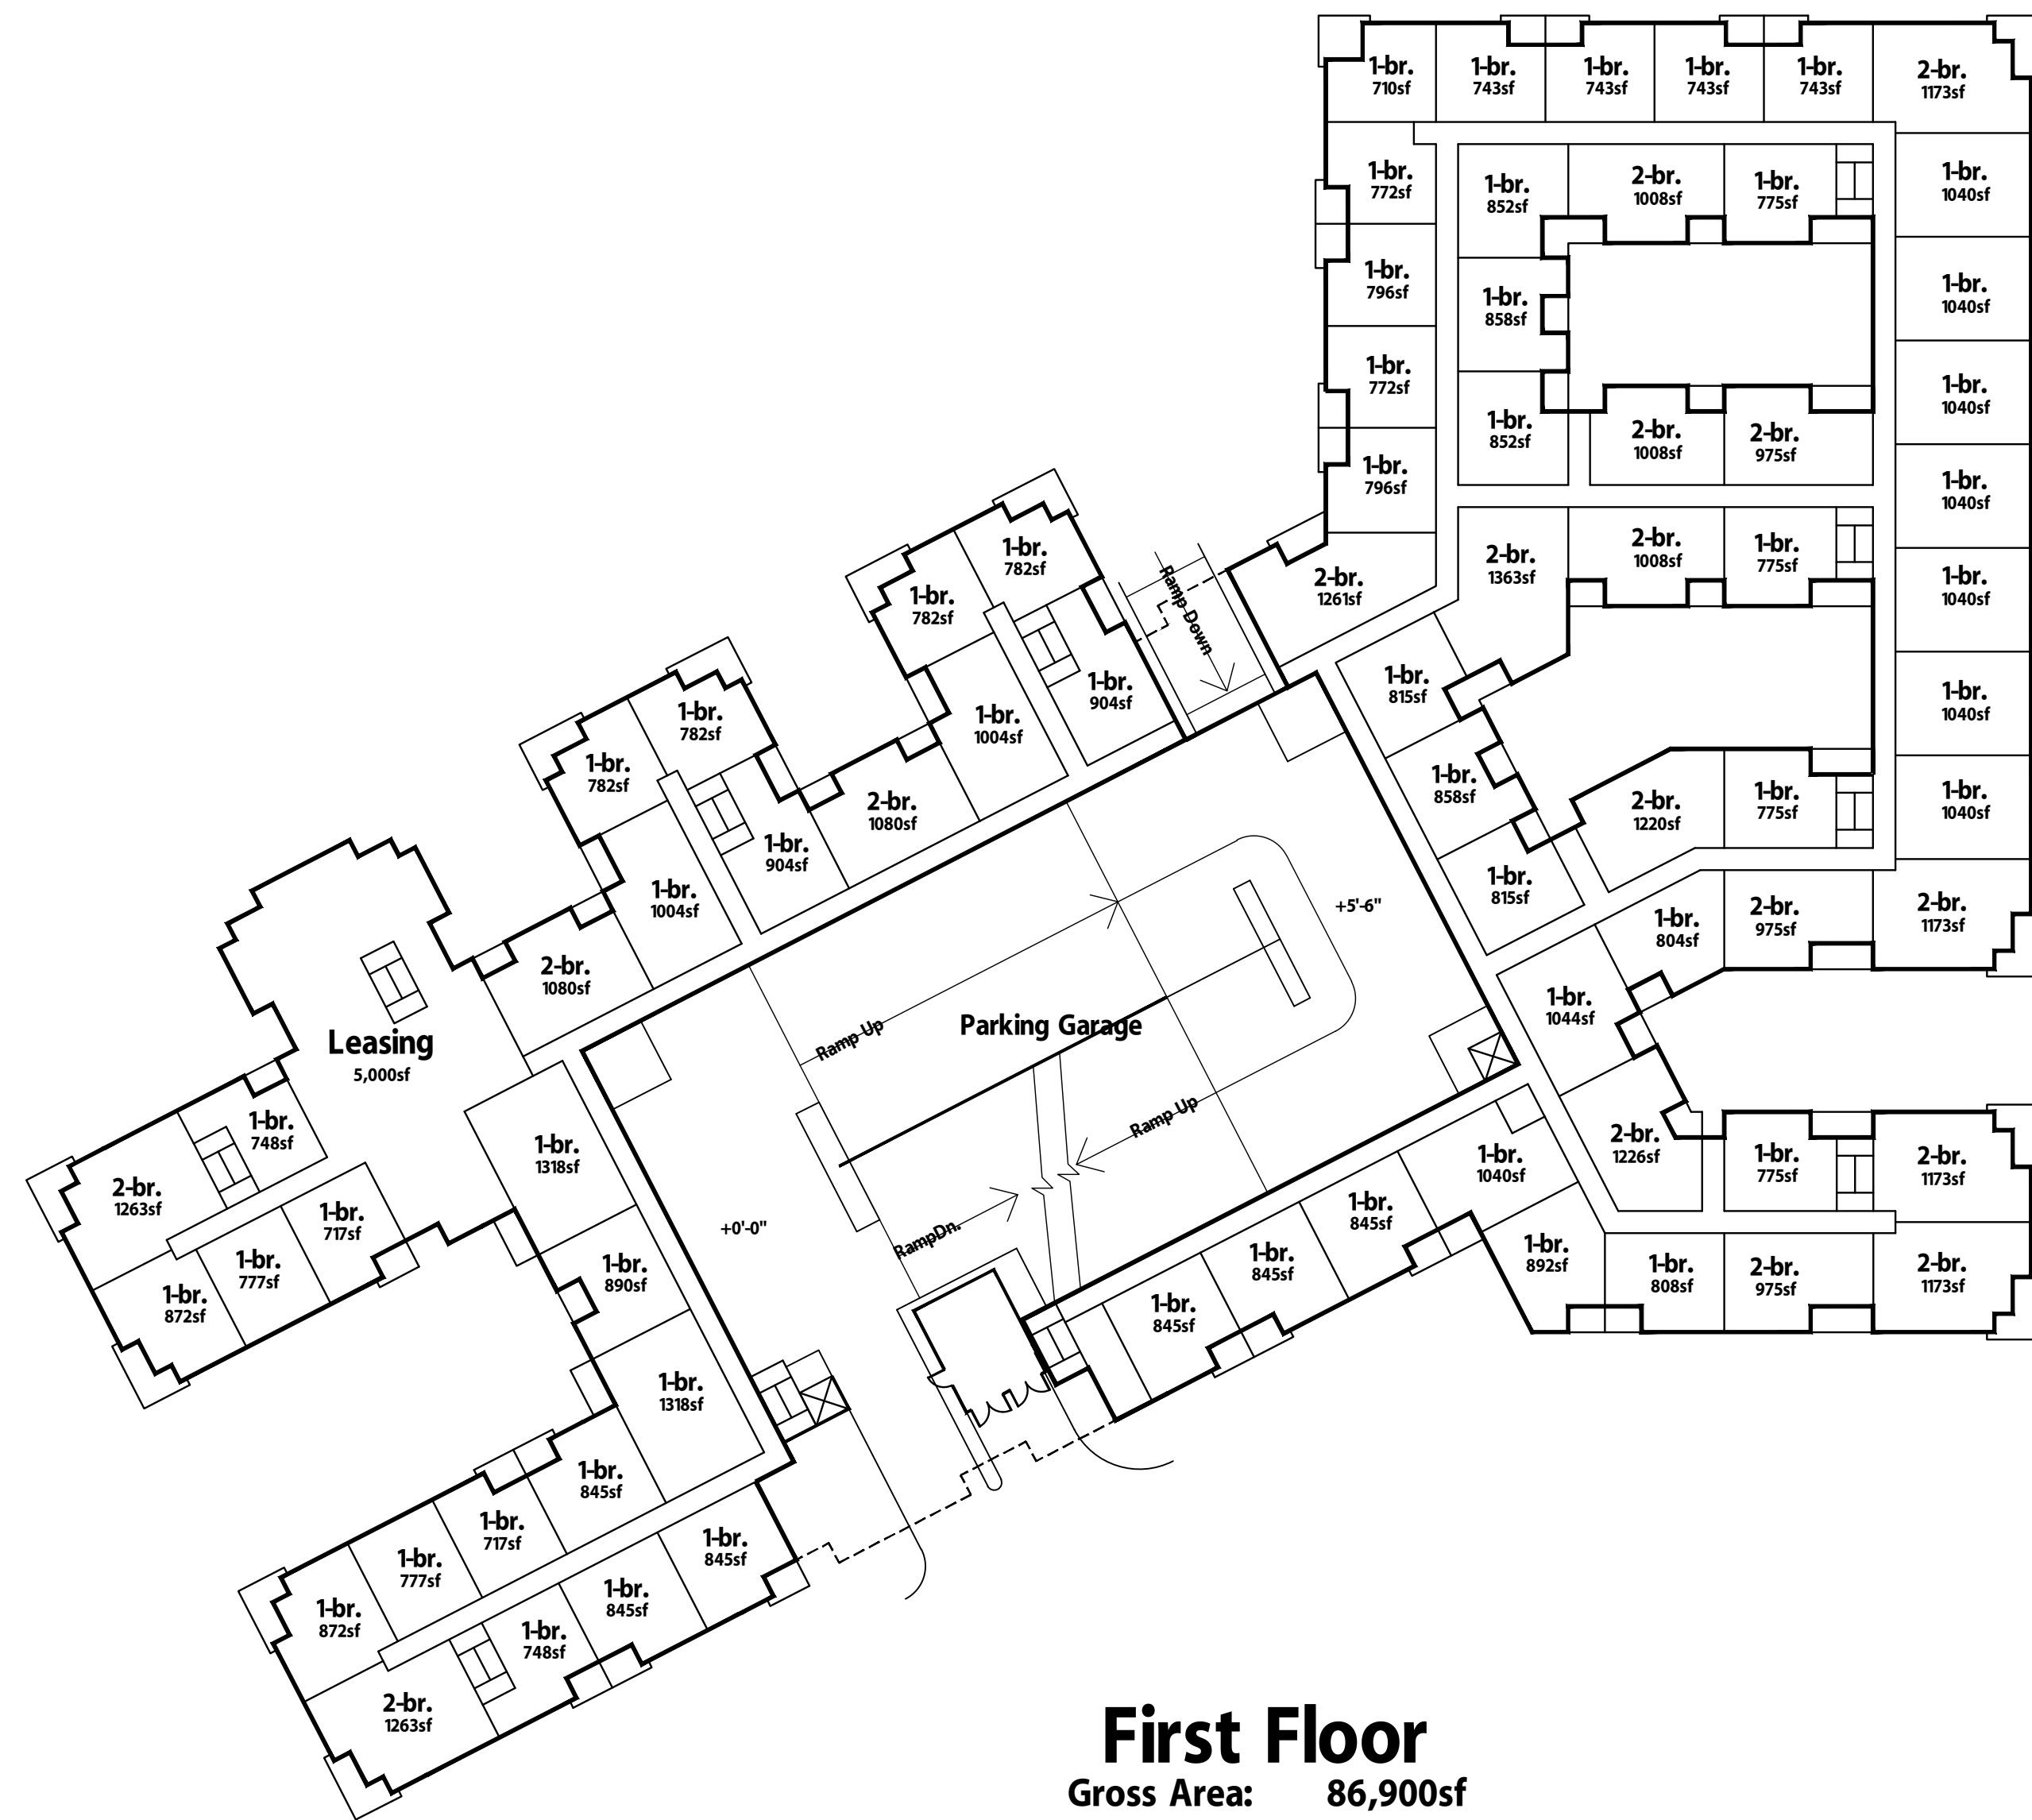 1-br.
710sf
1-br.
743sf
1-br.
743sf
1-br.
743sf
1-br.
743sf
2-br.
1173sf
1-br.
772sf
1-br.
852sf
2-br.
1008sf
1-br.
775sf
1-br.
1040sf
1-br.
796sf
1-br.
858sf
1-br.
1040sf
1-br.
772sf
1-br.
852sf
2-br.
1008sf
2-br.
975sf
1-br.
1040sf
1-br.
796sf
1-br.
1040sf
2-br.
1261sf
2-br.
1363sf
2-br.
1008sf
1-br.
775sf
1-br.
1040sf
1-br.
782sf
1-br.
782sf
Ramp Down
1-br.
904sf
1-br.
1004sf
1-br.
815sf
1-br.
1040sf
1-br.
782sf
1-br.
782sf
2-br.
1080sf
1-br.
858sf
2-br.
1220sf
1-br.
775sf
1-br.
1040sf
1-br.
904sf
1-br.
1004sf
1-br.
815sf
+5'-6"
1-br.
804sf
2-br.
975sf
2-br.
1173sf
2-br.
1080sf
1-br.
1044sf
Ramp Up
Parking Garage
Leasing
5,000sf
Ramp Up
1-br.
748sf
1-br.
1318sf
2-br.
1226sf
1-br.
775sf
2-br.
1173sf
1-br.
1040sf
2-br.
1263sf
1-br.
717sf
+0'-0"
RampDn.
1-br.
845sf
1-br.
777sf
1-br.
890sf
1-br.
845sf
1-br.
892sf
1-br.
808sf
2-br.
975sf
2-br.
1173sf
1-br.
872sf
1-br.
845sf
1-br.
1318sf
1-br.
845sf
1-br.
717sf
1-br.
845sf
1-br.
777sf
1-br.
872sf
1-br.
845sf
1-br.
748sf
2-br.
1263sf
First Floor
Gross Area: 86,900sf